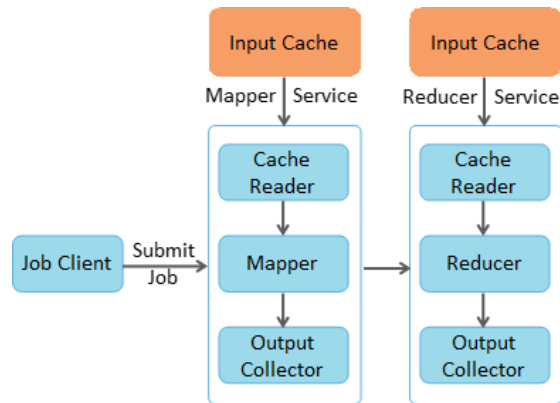 Input Cache
Input Cache
Mapper Service
Reducer Service
Cache
Reader
Cache
Reader
Job Client
Submit
Job
Mapper
Reducer
Output
Collector
Output
Collector